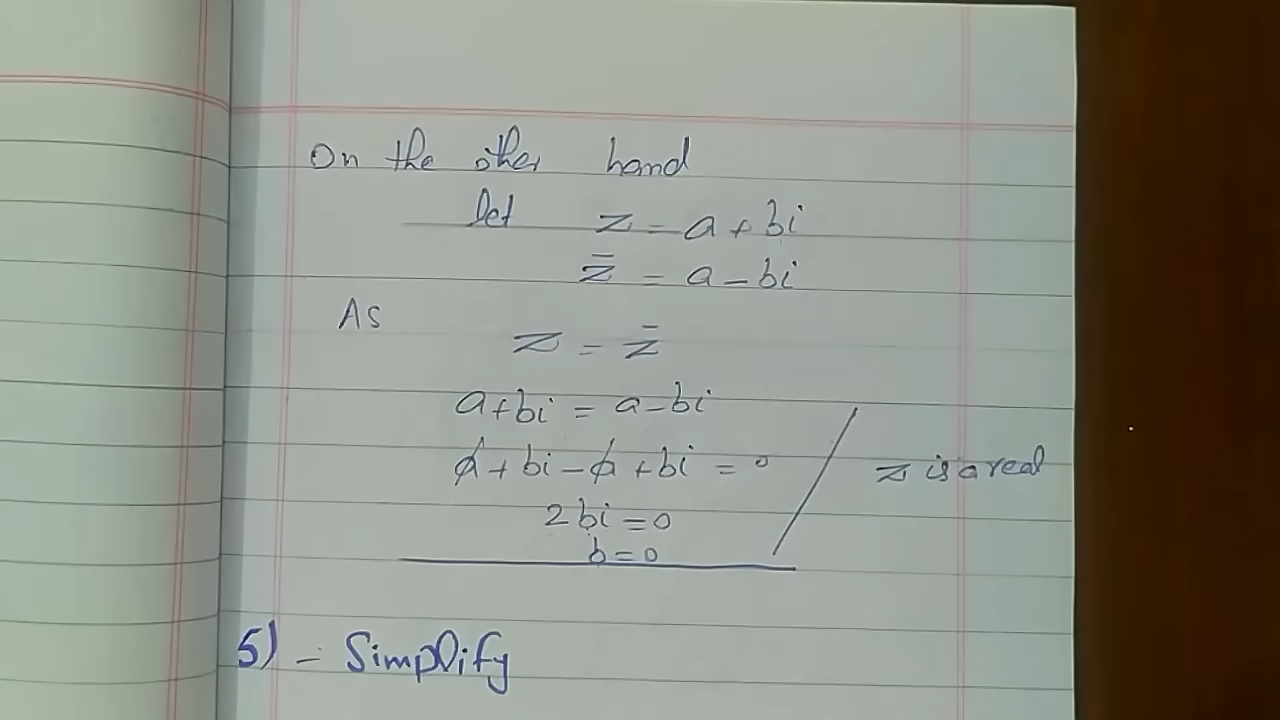 On the other hand
let z = a + bi
z̄ = a - bi
As
z = z̄
a+bi = a-bi
a + bi - a + bi = 0
z is a real
2bi = 0
b = 0
5) - Simplify